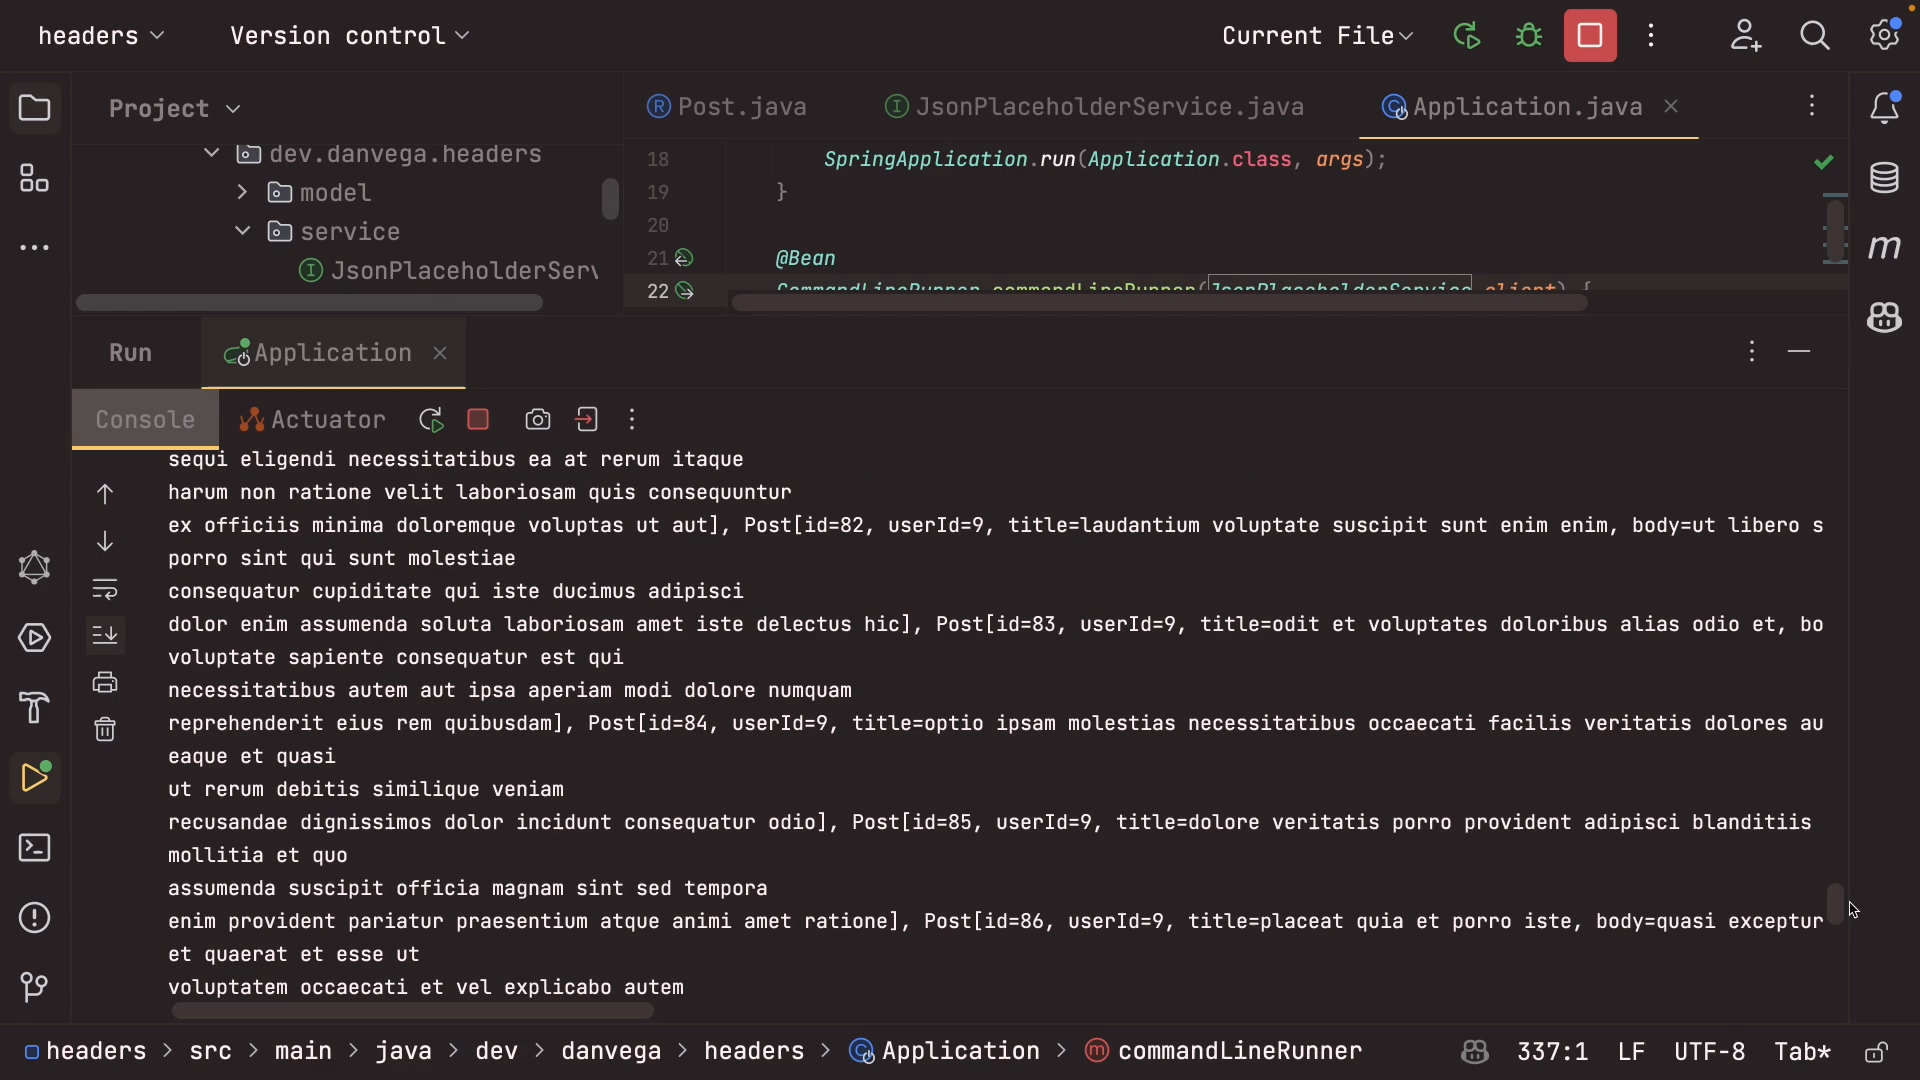 headers
Version control
Current File
Project
dev.danvega.headers
model
service
JsonPlaceholderServ
Post.java
JsonPlaceholderService.java
Application.java
18 SpringApplication.run(Application.class, args);
19 }
20
21 @Bean
22 CommandLineRunner commandLineRunner(JsonPlaceholderService client) {
Run
Application
Console
Actuator
sequi eligendi necessitatibus ea at rerum itaque
harum non ratione velit laboriosam quis consequuntur
ex officiis minima doloremque voluptas ut aut], Post[id=82, userId=9, title=laudantium voluptate suscipit sunt enim enim, body=ut libero s
porro sint qui sunt molestiae
consequatur cupiditate qui iste ducimus adipisci
dolor enim assumenda soluta laboriosam amet iste delectus hic], Post[id=83, userId=9, title=odit et voluptates doloribus alias odio et, bo
voluptate sapiente consequatur est qui
necessitatibus autem aut ipsa aperiam modi dolore numquam
reprehenderit eius rem quibusdam], Post[id=84, userId=9, title=optio ipsam molestias necessitatibus occaecati facilis veritatis dolores au
eaque et quasi
ut rerum debitis similique veniam
recusandae dignissimos dolor incidunt consequatur odio], Post[id=85, userId=9, title=dolore veritatis porro provident adipisci blanditiis
mollitia et quo
assumenda suscipit officia magnam sint sed tempora
enim provident pariatur praesentium atque animi amet ratione], Post[id=86, userId=9, title=placeat quia et porro iste, body=quasi exceptur
et quaerat et esse ut
voluptatem occaecati et vel explicabo autem
headers > src > main > java > dev > danvega > headers > Application > commandLineRunner
337:1 LF UTF-8 Tab*